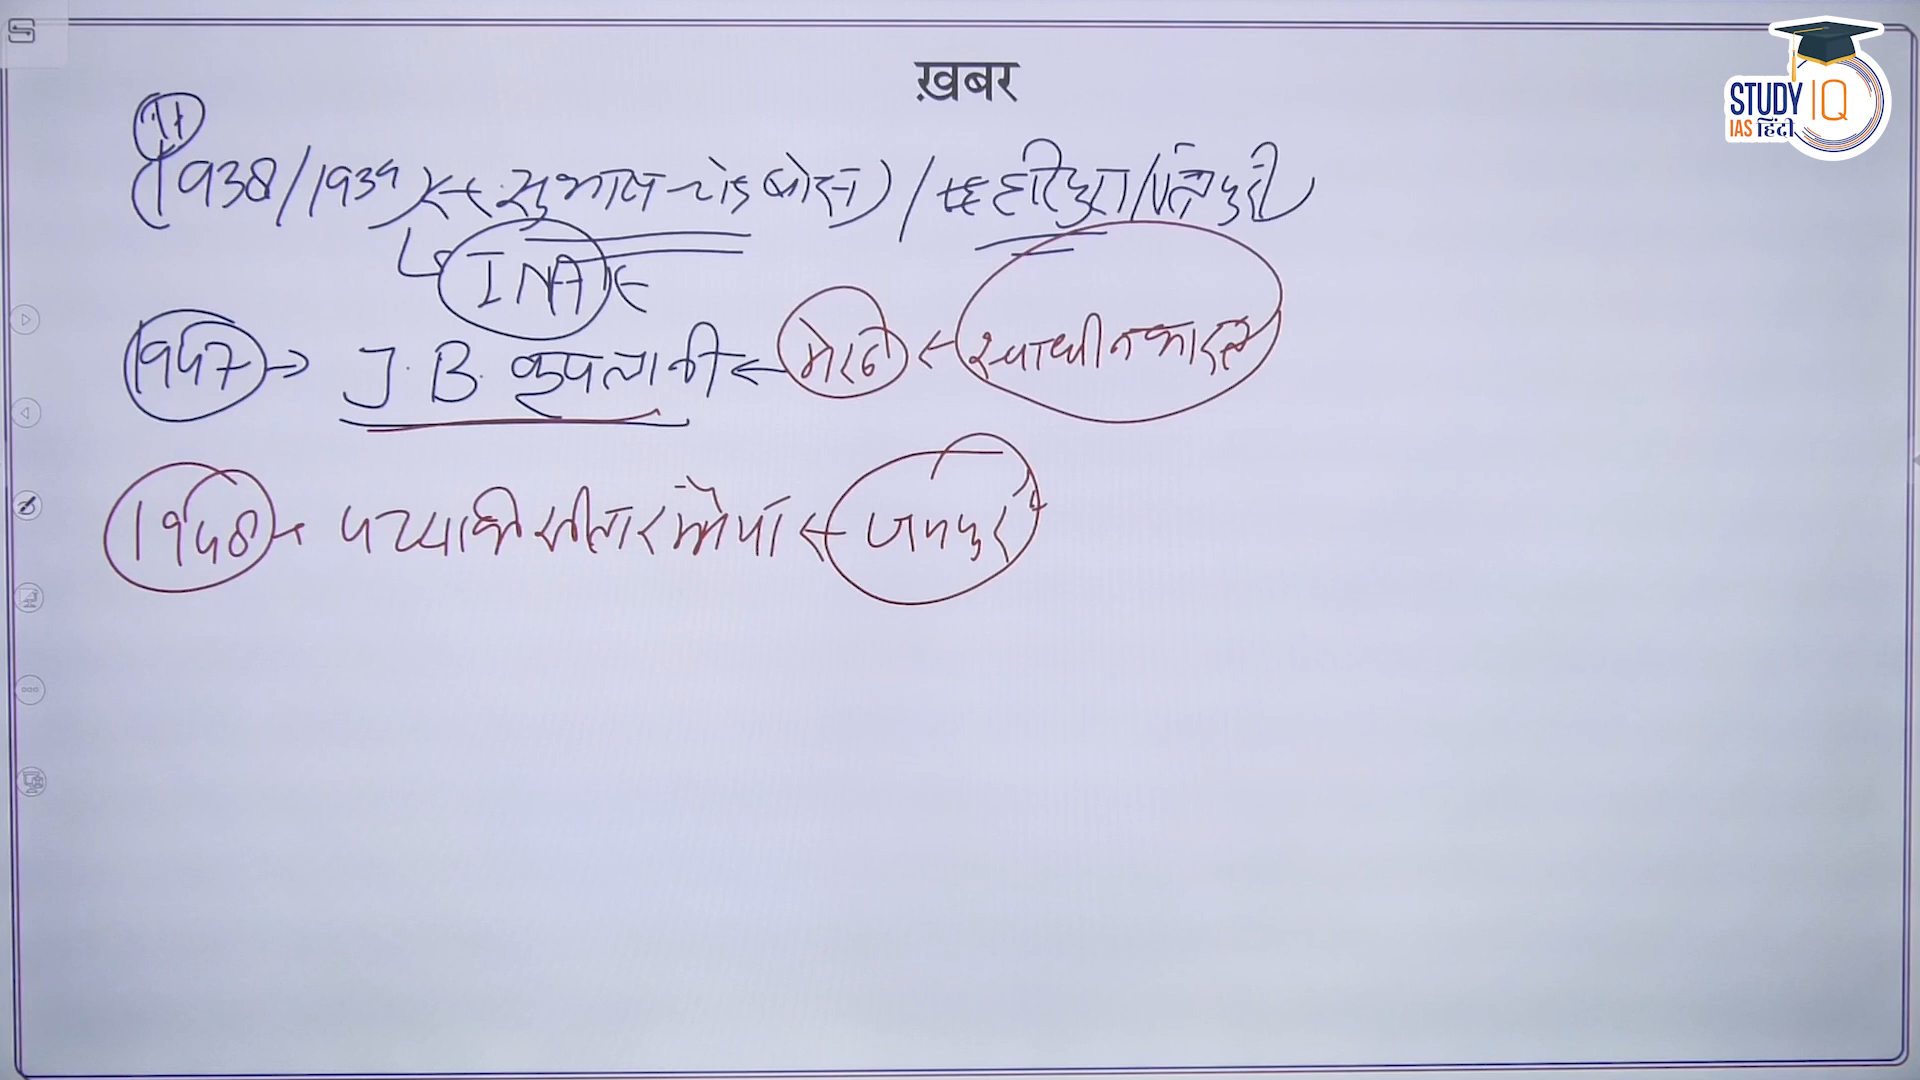 ख़बर
STUDY IQ
IAS हिंदी
(1938/1939) ← सुभाष चंद्र बोस) / हरिपुरा/त्रिपुरी
INA ←
1947 → J.B. कृपलानी ← मेरठ ← स्वाधीनता काल
1948 पट्टाभि सीतारमैया ← जयपुर